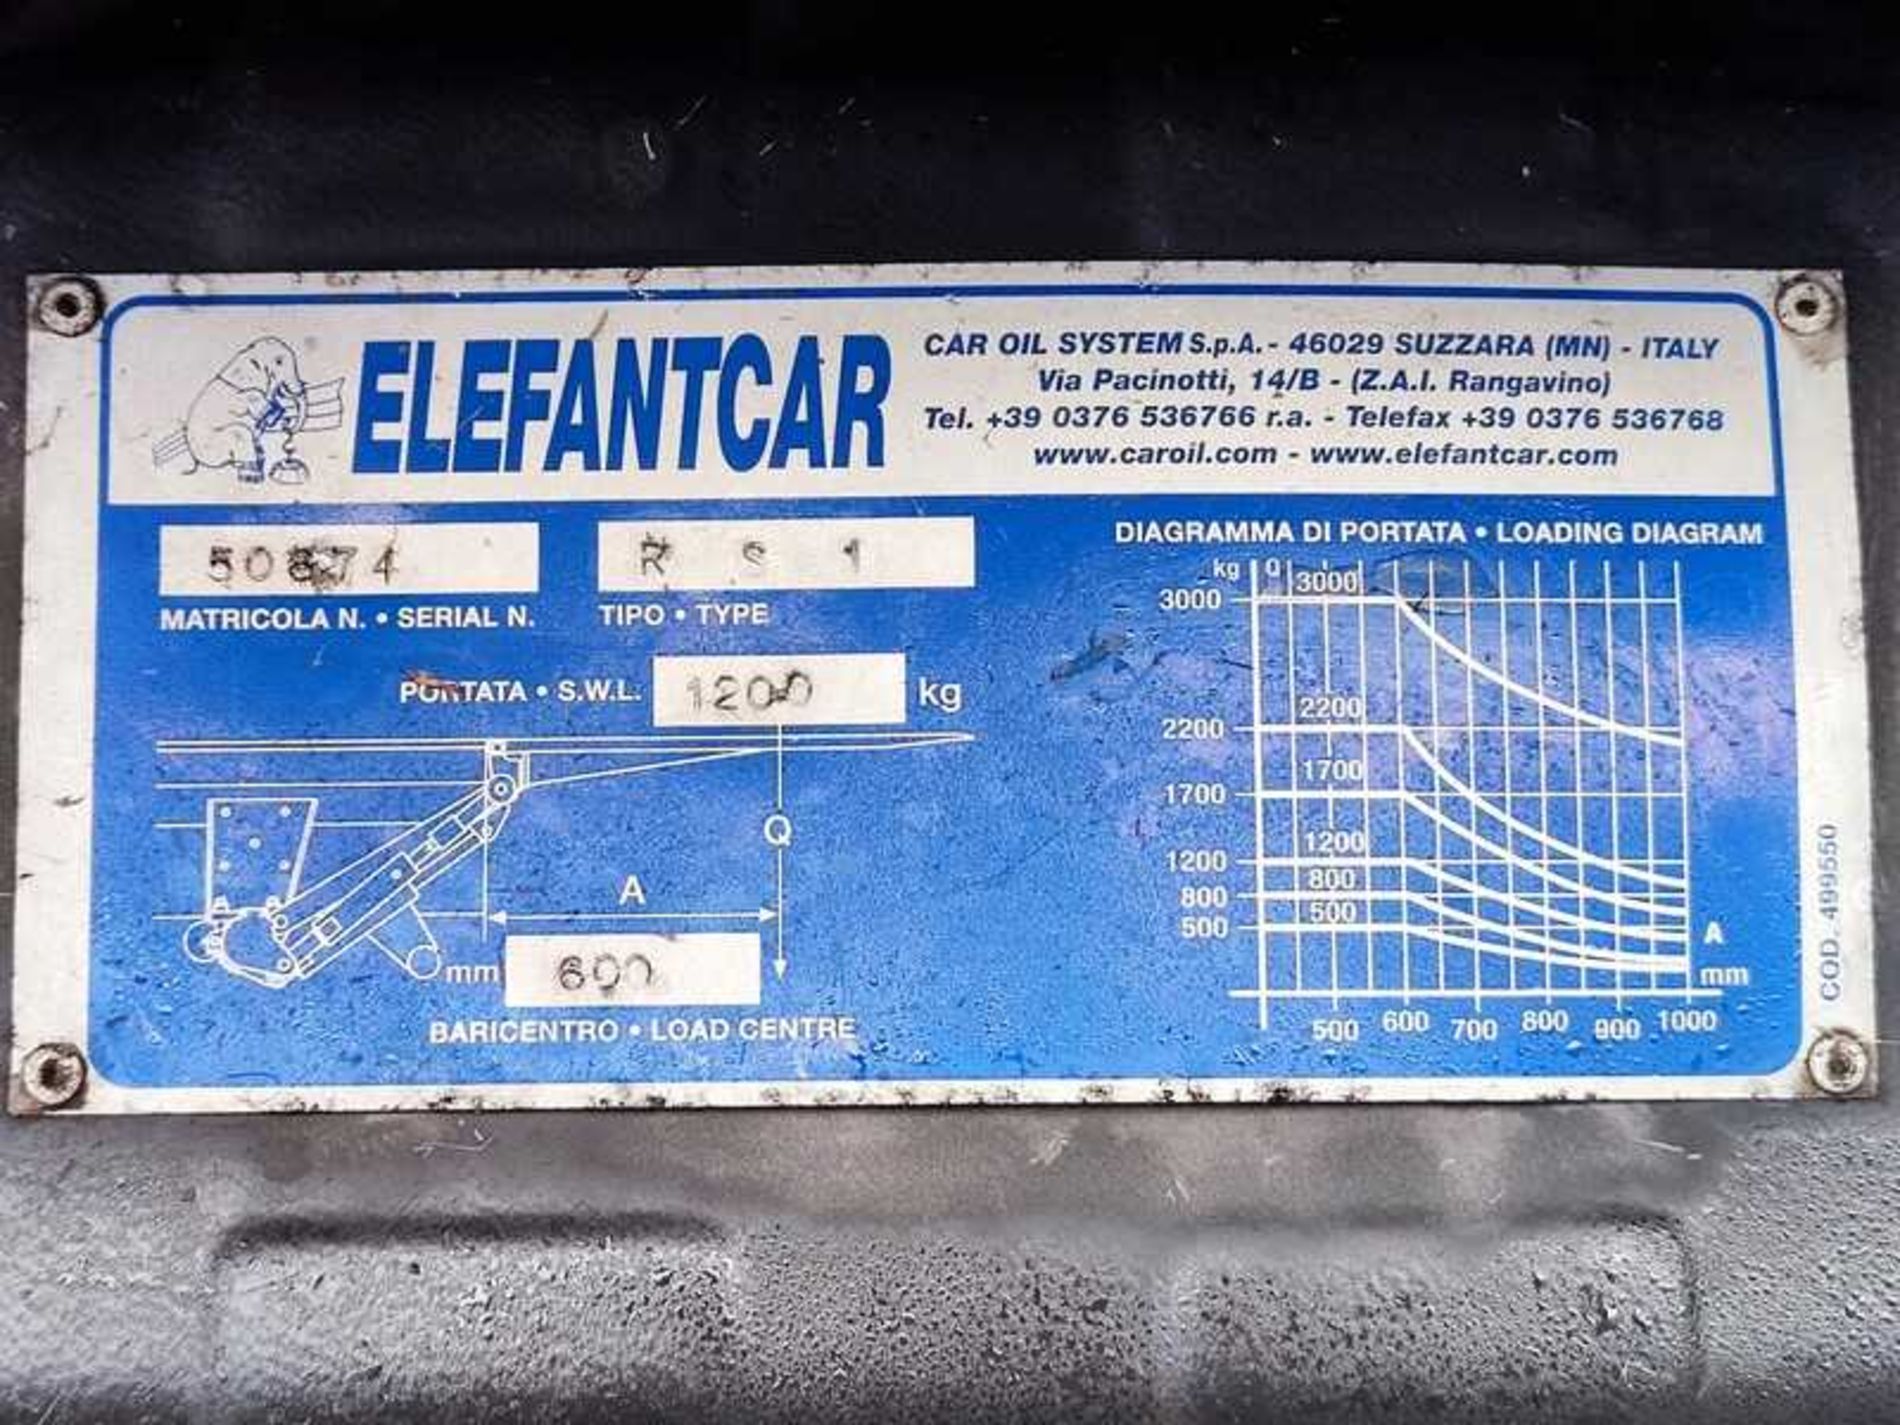 ELEFANTCAR
CAR OIL SYSTEM S.p.A. - 46029 SUZZARA (MN) - ITALY
Via Pacinotti, 14/B - (Z.A.I. Rangavino)
Tel. +39 0376 536766 r.a. - Telefax +39 0376 536768
www.caroil.com - www.elefantcar.com
R S 1
MATRICOLA N. • SERIAL N.
TIPO • TYPE
PORTATA • S.W.L. 1200 kg
Q
A
mm 600
BARICENTRO • LOAD CENTRE
DIAGRAMMA DI PORTATA • LOADING DIAGRAM
kg Q 3000
3000
2200
2200
1700
1700
1200
1200
800
800
500
500
A
mm
500 600 700 800 900 1000
COD. 499550